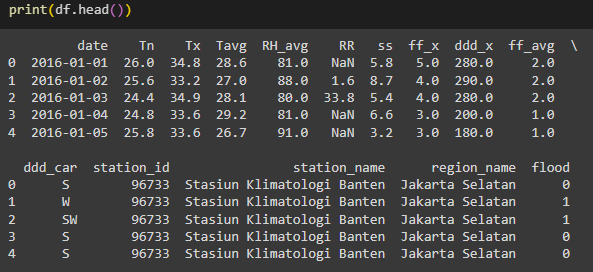 print(df.head())
date Tn Tx Tavg RH_avg RR ss ff_x ddd_x ff_avg \
0 2016-01-01 26.0 34.8 28.6 81.0 NaN 5.8 5.0 280.0 2.0
1 2016-01-02 25.6 33.2 27.0 88.0 1.6 8.7 4.0 290.0 2.0
2 2016-01-03 24.4 34.9 28.1 80.0 33.8 5.4 4.0 280.0 2.0
3 2016-01-04 24.8 33.6 29.2 81.0 NaN 6.6 3.0 200.0 1.0
4 2016-01-05 25.8 33.6 26.7 91.0 NaN 3.2 3.0 180.0 1.0
ddd_car station_id station_name region_name flood
0 S 96733 Stasiun Klimatologi Banten Jakarta Selatan 0
1 W 96733 Stasiun Klimatologi Banten Jakarta Selatan 1
2 SW 96733 Stasiun Klimatologi Banten Jakarta Selatan 1
3 S 96733 Stasiun Klimatologi Banten Jakarta Selatan 0
4 S 96733 Stasiun Klimatologi Banten Jakarta Selatan 0